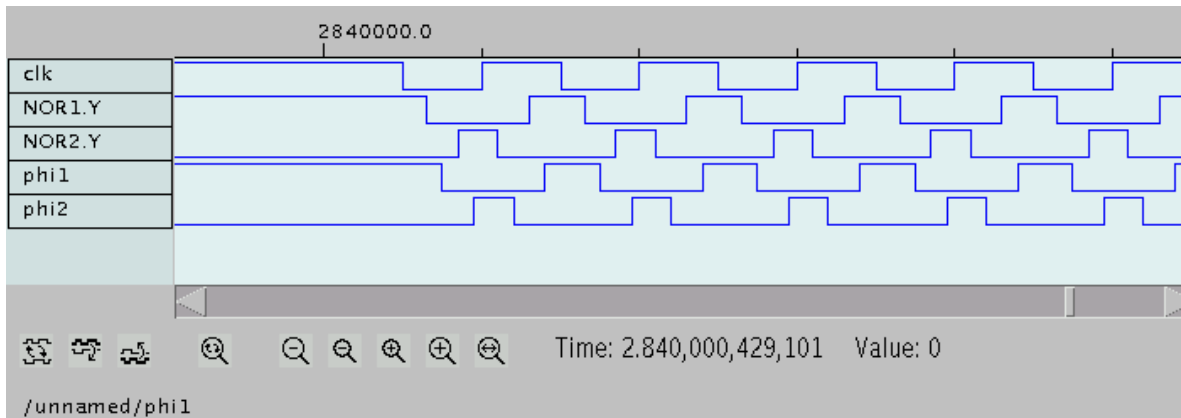 2840000.0
clk
NOR1.Y
NOR2.Y
phi1
phi2
Time: 2.840,000,429,101 Value: 0
/unnamed/phi1